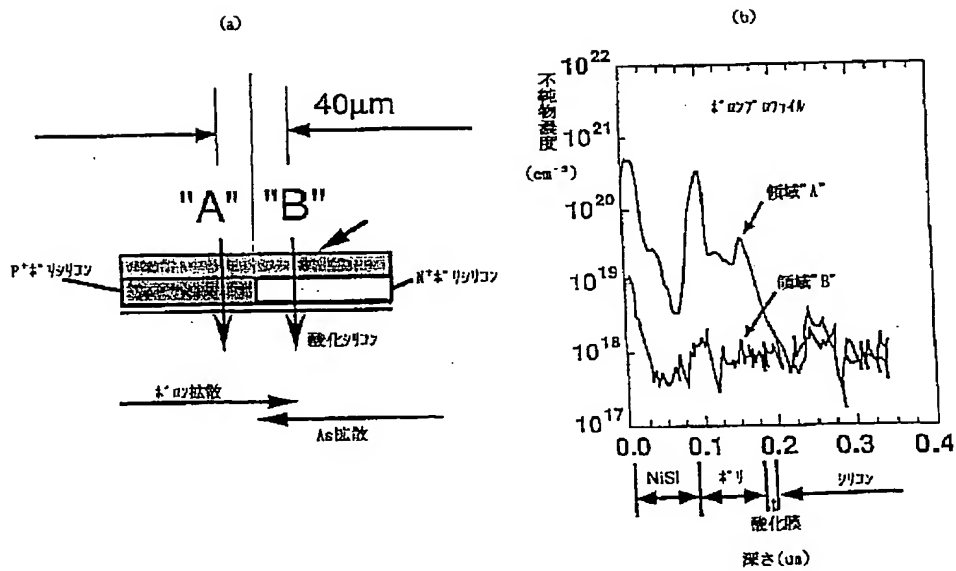 (a)
40μm
"A" "B"
P⁺ポリシリコン
N⁺ポリシリコン
酸化シリコン
ボロン拡散
As拡散
(b)
不純物濃度
(cm⁻³)
10²²
10²¹
10²⁰
10¹⁹
10¹⁸
10¹⁷
ボロンプロファイル
領域"A"
領域"B"
0.0 0.1 0.2 0.3 0.4
NiSi ポリ シリコン
酸化膜
深さ(um)